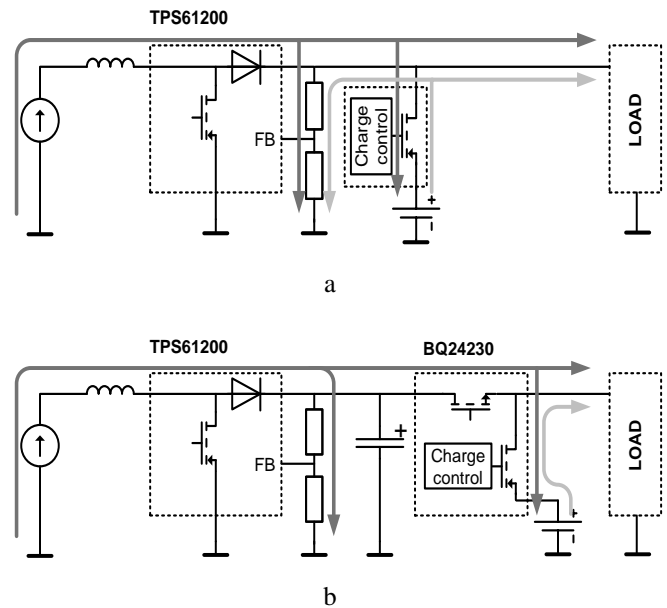 TPS61200
FB
Charge
control
+
-
LOAD
a
TPS61200
BQ24230
FB
+
Charge
control
+
-
LOAD
b